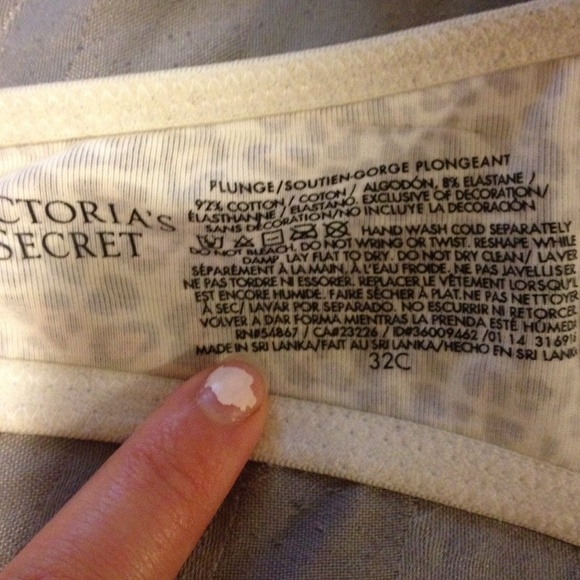 CTORIA'S
SECRET
PLUNGE/SOUTIEN-GORGE PLONGEANT
92% COTTON / COTON / ALGODÓN, 8% ELASTANE /
ÉLASTHANNE / ELASTANO. EXCLUSIVE OF DECORATION/
SANS DÉCORATION/NO INCLUYE LA DECORACIÓN
HAND WASH COLD SEPARATELY
DO NOT BLEACH. DO NOT WRING OR TWIST. RESHAPE WHILE
DAMP. LAY FLAT TO DRY. DO NOT DRY CLEAN/ LAVER
SÉPARÉMENT À LA MAIN, À L'EAU FROIDE. NE PAS JAVELLISER
NE PAS TORDRE NI ESSORER. REPLACER LE VÊTEMENT LORSQU'IL
EST ENCORE HUMIDE. FAIRE SÉCHER À PLAT. NE PAS NETTOYER
À SEC/ LAVAR POR SEPARADO. NO ESCURRIR NI RETORCER
VOLVER A DAR FORMA MIENTRAS LA PRENDA ESTÉ HÚMEDA
RN#54867 / CA#23226 / ID#36009462 /01 14 316916
MADE IN SRI LANKA/FAIT AU SRI LANKA/HECHO EN SRI LANKA
32C